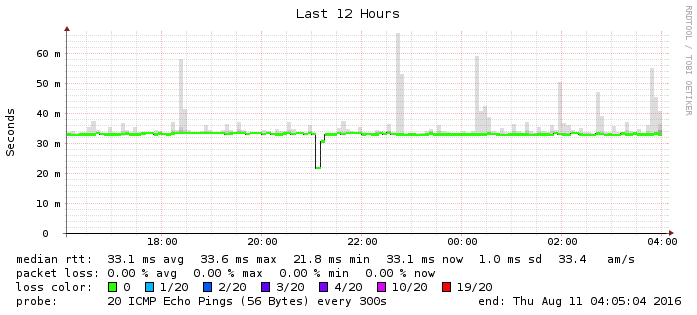 Last 12 Hours
RRDTOOL / TOBI OETIKER
Seconds
60 m
50 m
40 m
30 m
20 m
10 m
0
18:00 20:00 22:00 00:00 02:00 04:00
median rtt: 33.1 ms avg 33.6 ms max 21.8 ms min 33.1 ms now 1.0 ms sd 33.4 am/s
packet loss: 0.00 % avg 0.00 % max 0.00 % min 0.00 % now
loss color: 0 1/20 2/20 3/20 4/20 10/20 19/20
probe: 20 ICMP Echo Pings (56 Bytes) every 300s end: Thu Aug 11 04:05:04 2016